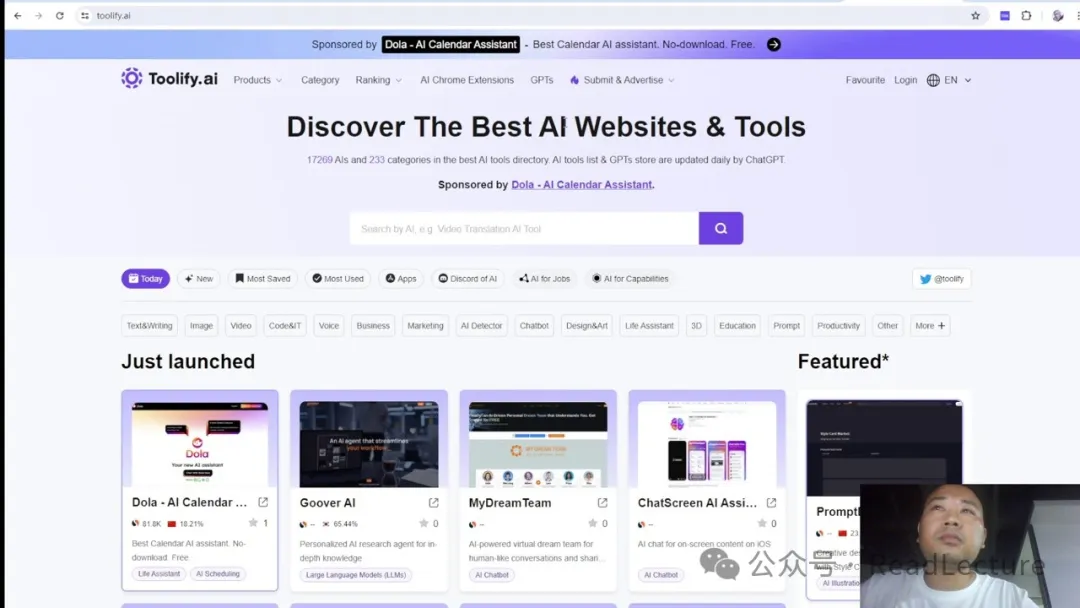 toolify.ai
Sponsored by Dola - AI Calendar Assistant - Best Calendar AI assistant. No-download. Free.
Toolify.ai Products Category Ranking AI Chrome Extensions GPTs Submit & Advertise Favourite Login EN
Discover The Best AI Websites & Tools
17269 AIs and 233 categories in the best AI tools directory. AI tools list & GPTs store are updated daily by ChatGPT.
Sponsored by Dola - AI Calendar Assistant.
Search by AI, e.g. Video Translation AI Tool
Today New Most Saved Most Used Apps Discord of AI AI for Jobs AI for Capabilities @toolify
Text&Writing Image Video Code&IT Voice Business Marketing AI Detector Chatbot Design&Art Life Assistant 3D Education Prompt Productivity Other More +
Just launched
Featured*
Dola
Your new AI assistant
Dola - AI Calendar ...
81.8K 18.21% 1
Best Calendar AI assistant. No-
download. Free
Life Assistant AI Scheduling
An AI agent that streamlines
your workflow
Goover AI
-- 65.44% 0
Personalized AI research agent for in-
depth knowledge
Large Language Models (LLMs)
MY DREAM TEAM
MyDreamTeam
-- 0
AI-powered virtual dream team for
human-like conversations and shari...
AI Chatbot
ChatScreen AI Assi...
-- 0
AI chat for on-screen content on iOS
AI Chatbot
Prompt
-- 23
Creative de
with Style C
AI Illustratio
公众号 · ReadLecture